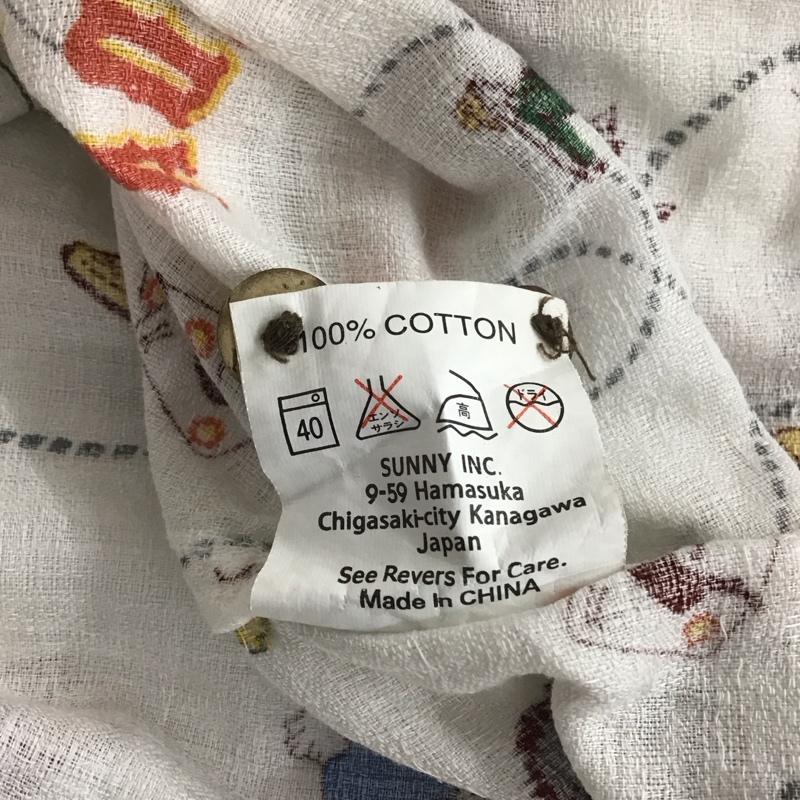 100% COTTON
40 エンソサラシ 高 ドライ
SUNNY INC.
9-59 Hamasuka
Chigasaki-city Kanagawa
Japan
See Revers For Care.
Made In CHINA